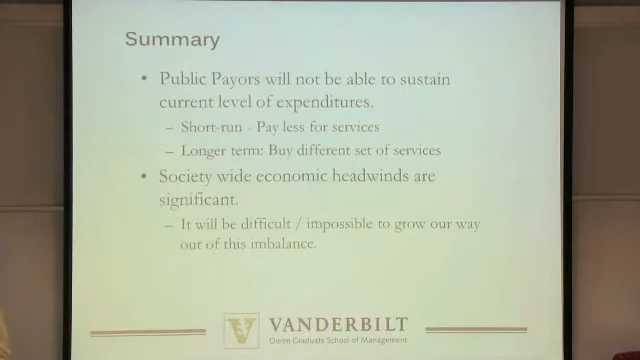 Summary
• Public Payors will not be able to sustain
current level of expenditures.
– Short-run - Pay less for services
– Longer term: Buy different set of services
• Society wide economic headwinds are
significant.
– It will be difficult / impossible to grow our way
out of this imbalance.
V
VANDERBILT
Owen Graduate School of Management